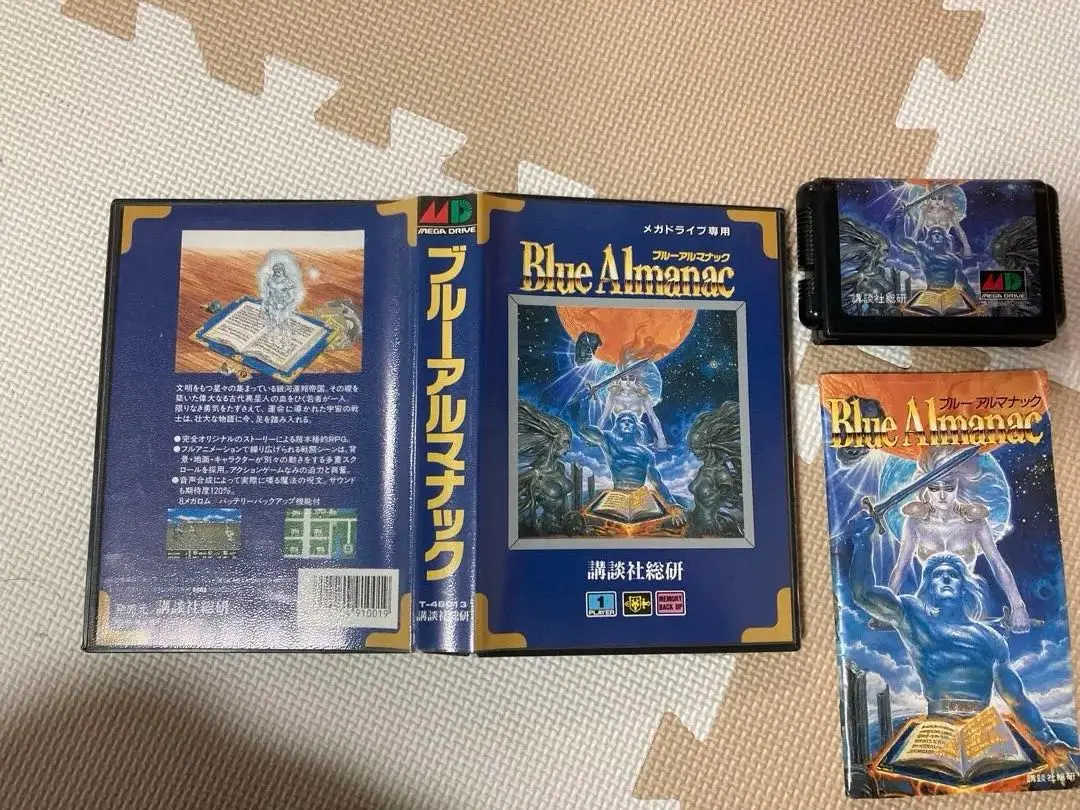 文明をもつ星々の集まっている銀河連邦帝国。その礎を
築いた偉大なる古代異星人の血をひく若者が一人。
限りなき勇気をたずさえて、運命に導かれた宇宙の戦
士は、壮大な物語に今、足を踏み入れる。
●完全オリジナルのストーリーによる超本格的RPG。
●フルアニメーションで繰り広げられる戦闘シーンは、背
景・地面・キャラクターが別々の動きをする多重スク
ロールを採用。アクションゲームなみの迫力と興奮。
●音声合成によって実際に喋る魔法の呪文。サウンド
も期待度120%。
8メガロム バッテリーバックアップ機能付
発売元 講談社総研
910019
MD
MEGA DRIVE
ブルーアルマナック
T-46013
講談社総研
メガドライブ専用
ブルーアルマナック
Blue Almanac
講談社総研
1
PLAYER
MEMORY
BACK UP
講談社総研
MD
MEGA DRIVE
ブルー アルマナック
Blue Almanac
講談社総研